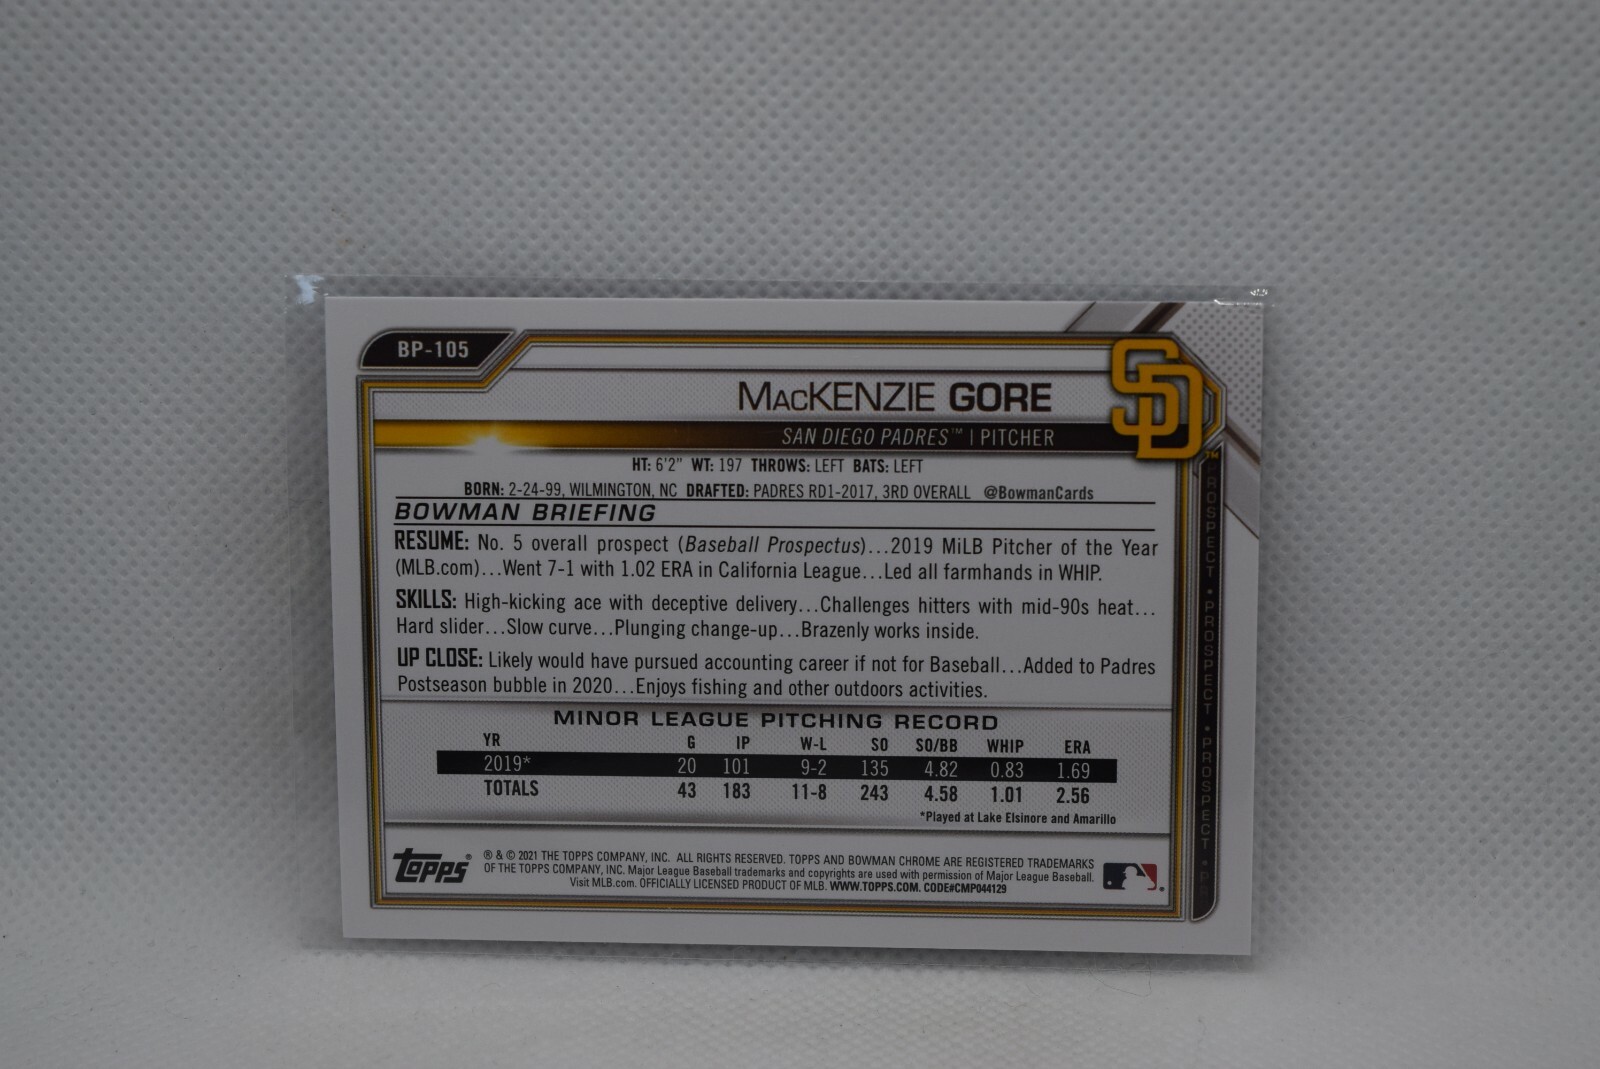 BP-105
MACKENZIE GORE
SD
SAN DIEGO PADRES™ | PITCHER
™
HT: 6'2" WT: 197 THROWS: LEFT BATS: LEFT
BORN: 2-24-99, WILMINGTON, NC DRAFTED: PADRES RD1-2017, 3RD OVERALL @BowmanCards
BOWMAN BRIEFING
RESUME: No. 5 overall prospect (Baseball Prospectus)...2019 MiLB Pitcher of the Year
(MLB.com)...Went 7-1 with 1.02 ERA in California League...Led all farmhands in WHIP.
SKILLS: High-kicking ace with deceptive delivery...Challenges hitters with mid-90s heat...
Hard slider...Slow curve...Plunging change-up...Brazenly works inside.
UP CLOSE: Likely would have pursued accounting career if not for Baseball...Added to Padres
Postseason bubble in 2020...Enjoys fishing and other outdoors activities.
MINOR LEAGUE PITCHING RECORD
YR G IP W-L SO SO/BB WHIP ERA
2019* 20 101 9-2 135 4.82 0.83 1.69
TOTALS 43 183 11-8 243 4.58 1.01 2.56
*Played at Lake Elsinore and Amarillo
Topps®
® & © 2021 THE TOPPS COMPANY, INC. ALL RIGHTS RESERVED. TOPPS AND BOWMAN CHROME ARE REGISTERED TRADEMARKS
OF THE TOPPS COMPANY, INC. Major League Baseball trademarks and copyrights are used with permission of Major League Baseball.
Visit MLB.com. OFFICIALLY LICENSED PRODUCT OF MLB. WWW.TOPPS.COM. CODE#CMP044129
PROSPECT • PROSPECT • PROSPECT • PR